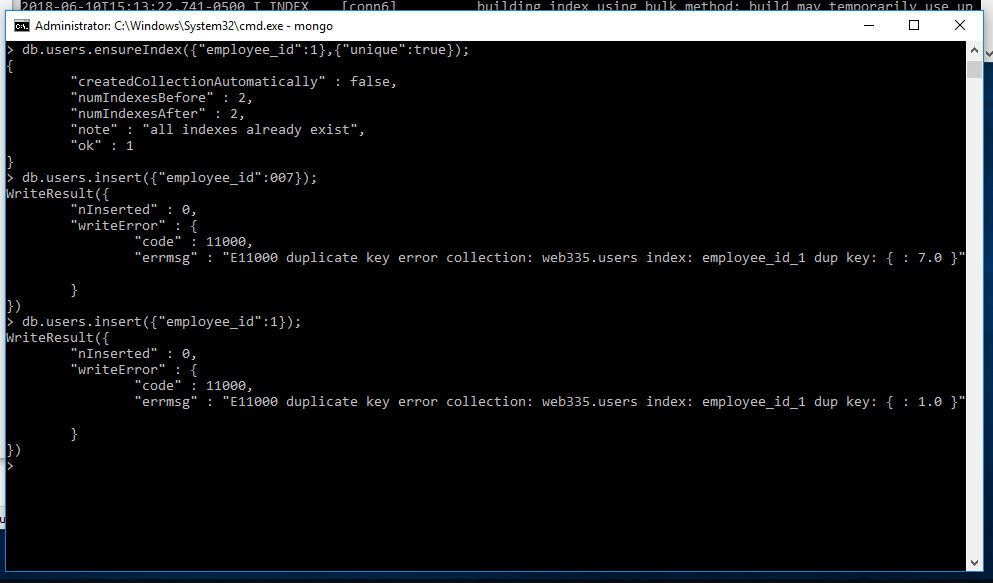 2018-06-10T15:13:22.741-0500 I INDEX    [conn6]          building index using bulk method; build may temporarily use up
Administrator: C:\Windows\System32\cmd.exe - mongo
> db.users.ensureIndex({"employee_id":1},{"unique":true});
{
        "createdCollectionAutomatically" : false,
        "numIndexesBefore" : 2,
        "numIndexesAfter" : 2,
        "note" : "all indexes already exist",
        "ok" : 1
}
> db.users.insert({"employee_id":007});
WriteResult({
        "nInserted" : 0,
        "writeError" : {
                "code" : 11000,
                "errmsg" : "E11000 duplicate key error collection: web335.users index: employee_id_1 dup key: { : 7.0 }"
        }
})
> db.users.insert({"employee_id":1});
WriteResult({
        "nInserted" : 0,
        "writeError" : {
                "code" : 11000,
                "errmsg" : "E11000 duplicate key error collection: web335.users index: employee_id_1 dup key: { : 1.0 }"
        }
})
>